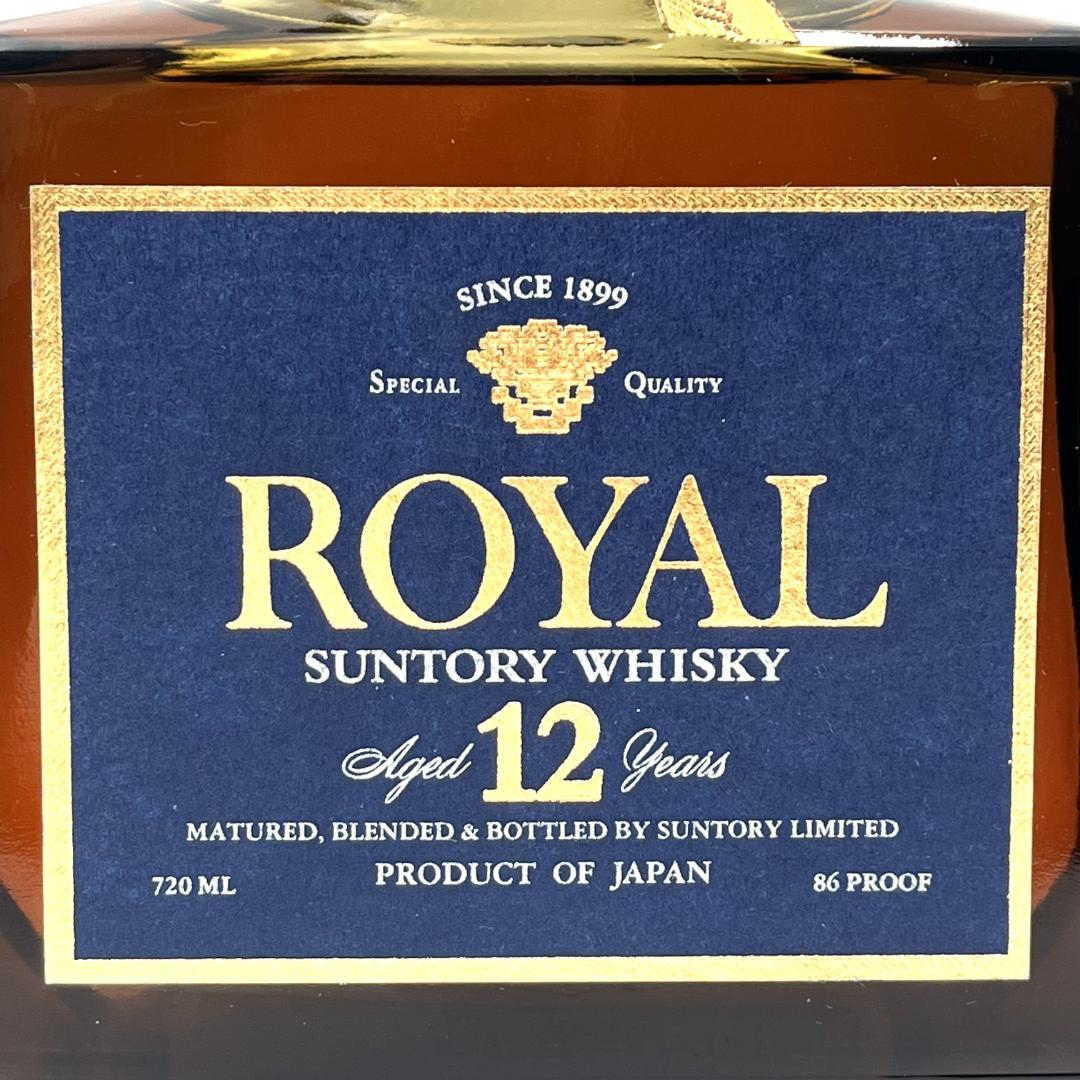 SINCE 1899
SPECIAL QUALITY
ROYAL
SUNTORY WHISKY
Aged 12 Years
MATURED, BLENDED & BOTTLED BY SUNTORY LIMITED
720 ML PRODUCT OF JAPAN 86 PROOF